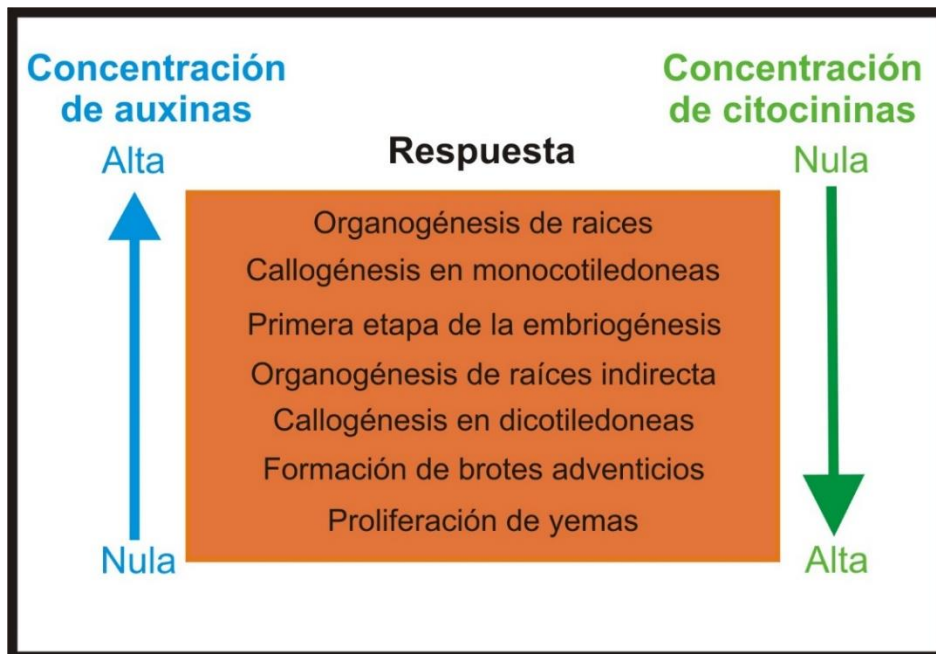 Concentración
de auxinas
Alta
Concentración
de citocininas
Nula
Respuesta
Organogénesis de raices
Callogénesis en monocotiledoneas
Primera etapa de la embriogénesis
Organogénesis de raíces indirecta
Callogénesis en dicotiledoneas
Formación de brotes adventicios
Proliferación de yemas
Nula
Alta